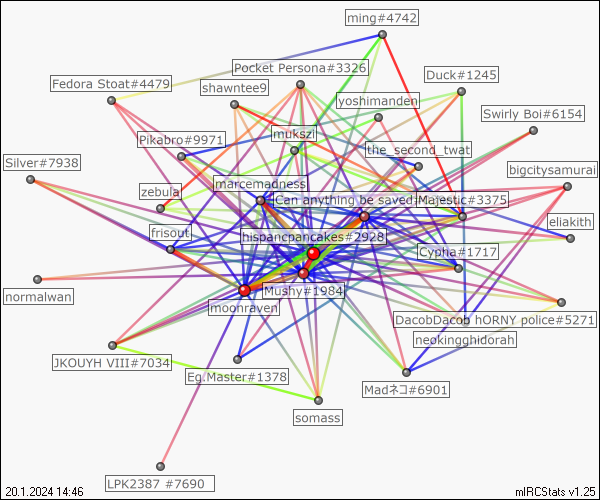 ming#4742
Pocket Persona#3326
Duck#1245
Fedora Stoat#4479
shawntee9
yoshimanden
Swirly Boi#6154
mukszi
Pikabro#9971
the_second_twat
Silver#7938
bigcitysamurai
marcemadness
zebula
Can anything be saved
Majestic#3375
eliakith
frisout
hispancpancakes#2928
Cypha#1717
normalwan
Mushy#1984
moonraven
DacobDacob hORNY police#5271
neokingghidorah
JKOUYH VIII#7034
Eg.Master#1378
Madネコ#6901
somass
LPK2387 #7690
20.1.2024 14:46
mIRCStats v1.25